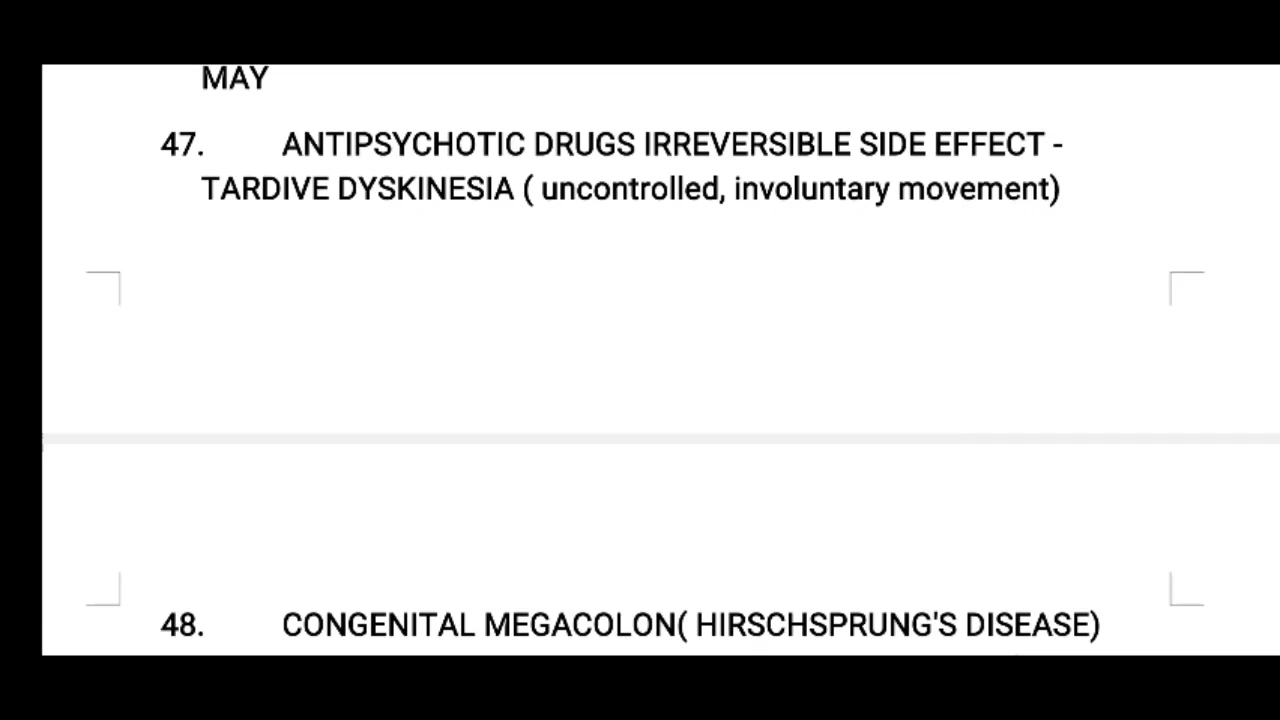 MAY
47. ANTIPSYCHOTIC DRUGS IRREVERSIBLE SIDE EFFECT -
TARDIVE DYSKINESIA ( uncontrolled, involuntary movement)
48. CONGENITAL MEGACOLON( HIRSCHSPRUNG'S DISEASE)